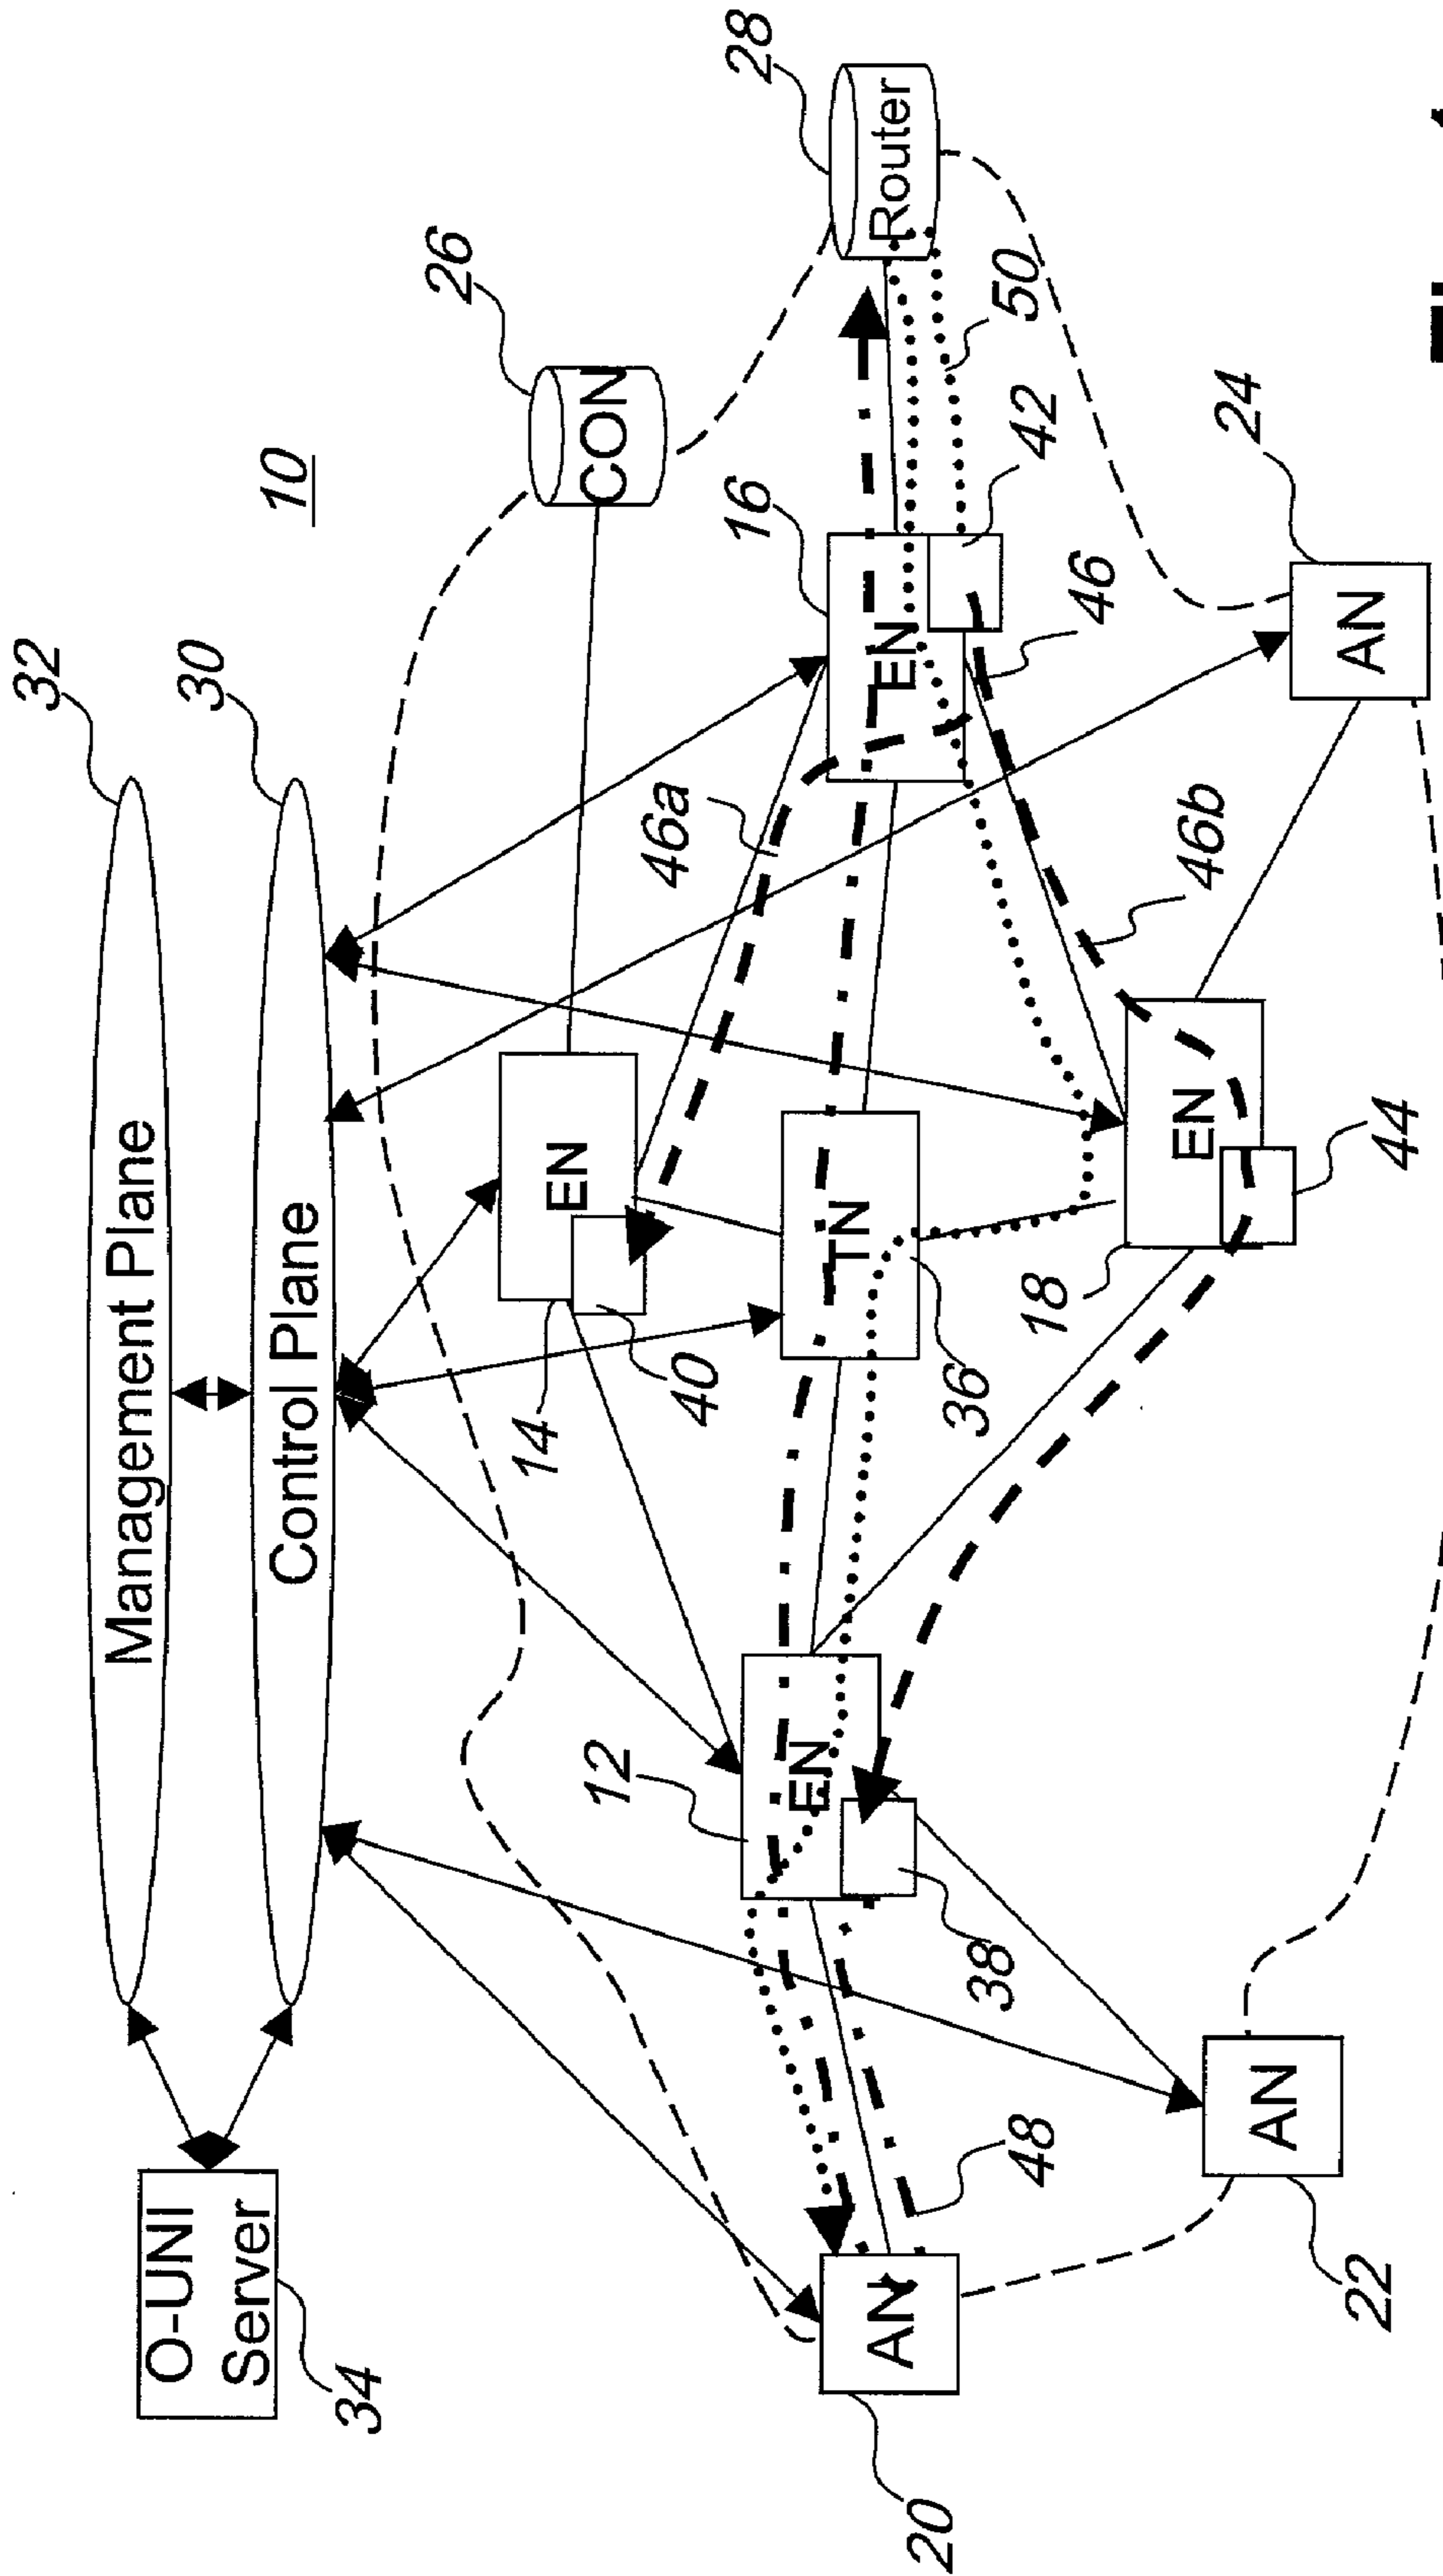 32
Management Plane
30
Control Plane
O-UNI
Server
34
10
26
CON
28
Router
EN
14
40
46a
16
EN
42
50
46
TN
36
12
EN
38
46b
24
AN
EN
18
44
48
AN
20
AN
22